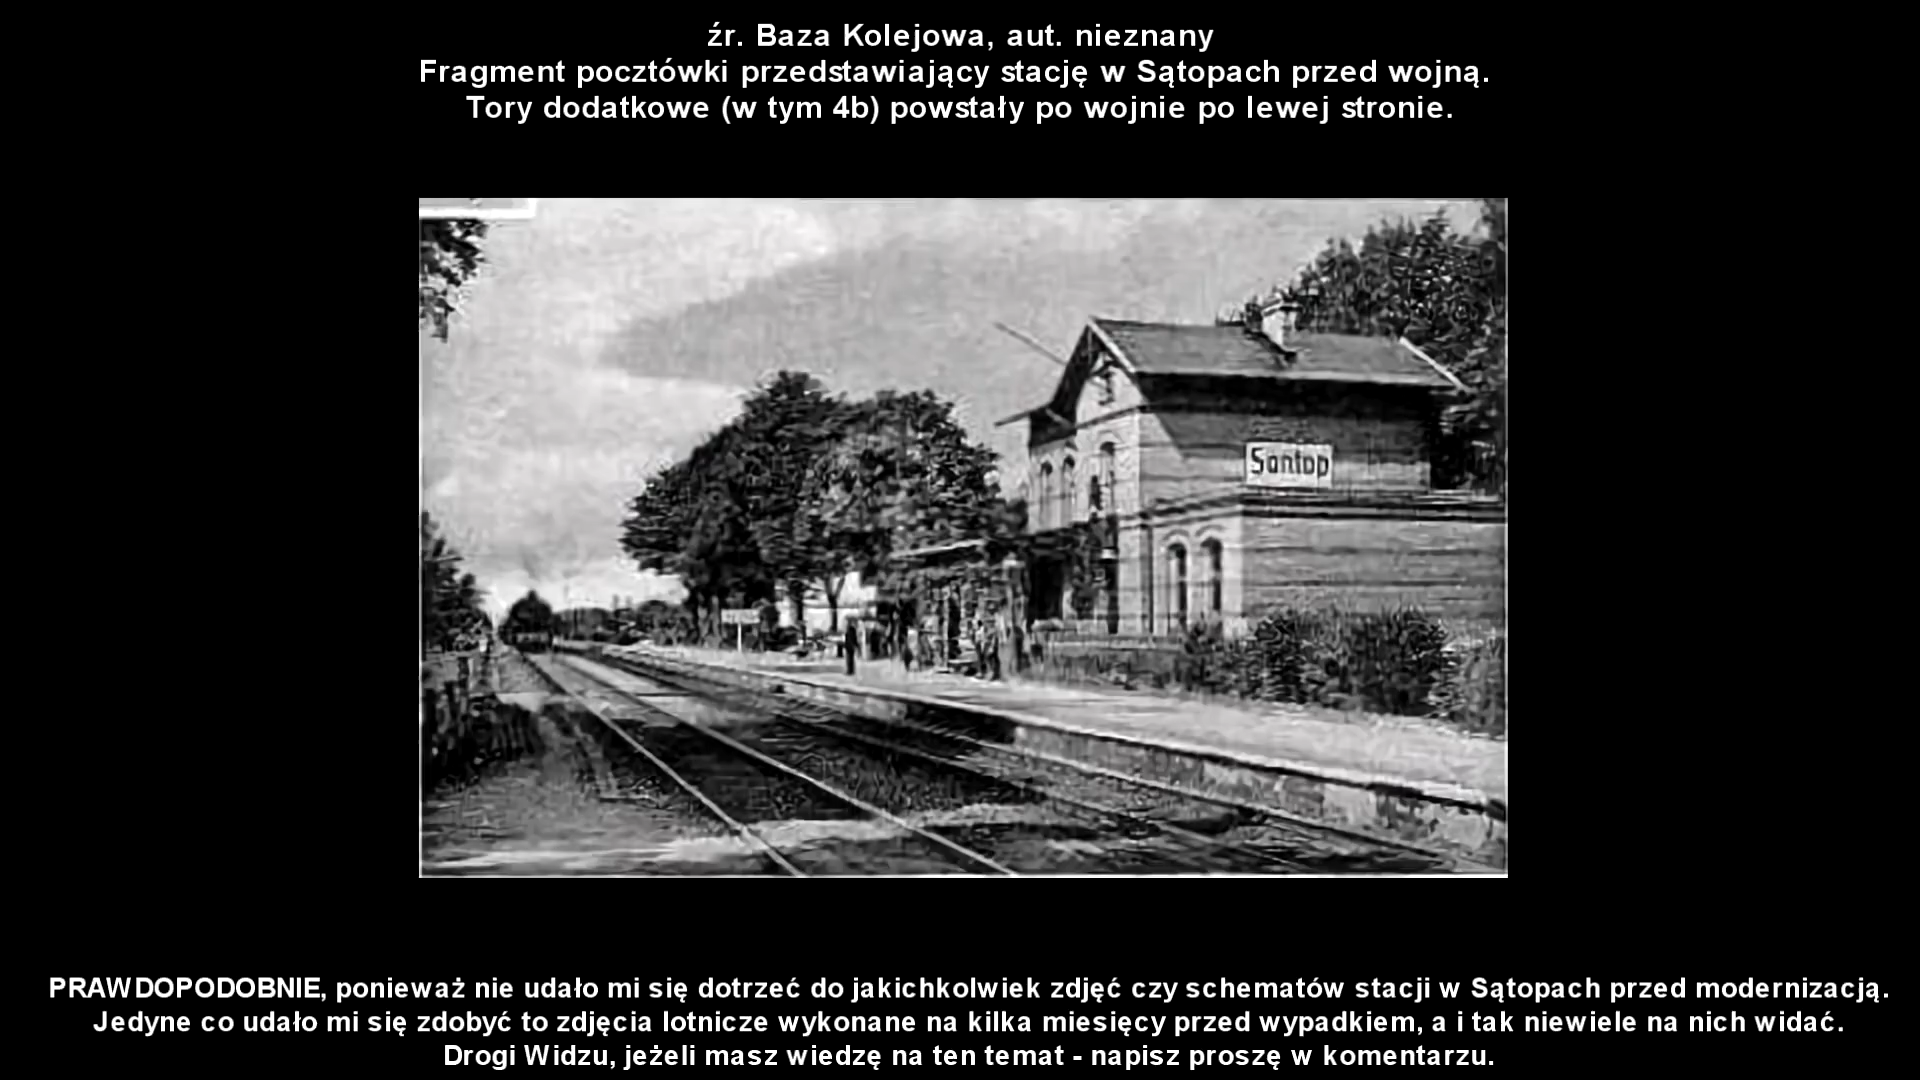 źr. Baza Kolejowa, aut. nieznany
Fragment pocztówki przedstawiający stację w Sątopach przed wojną.
Tory dodatkowe (w tym 4b) powstały po wojnie po lewej stronie.
Santop
PRAWDOPODOBNIE, ponieważ nie udało mi się dotrzeć do jakichkolwiek zdjęć czy schematów stacji w Sątopach przed modernizacją.
Jedyne co udało mi się zdobyć to zdjęcia lotnicze wykonane na kilka miesięcy przed wypadkiem, a i tak niewiele na nich widać.
Drogi Widzu, jeżeli masz wiedzę na ten temat - napisz proszę w komentarzu.